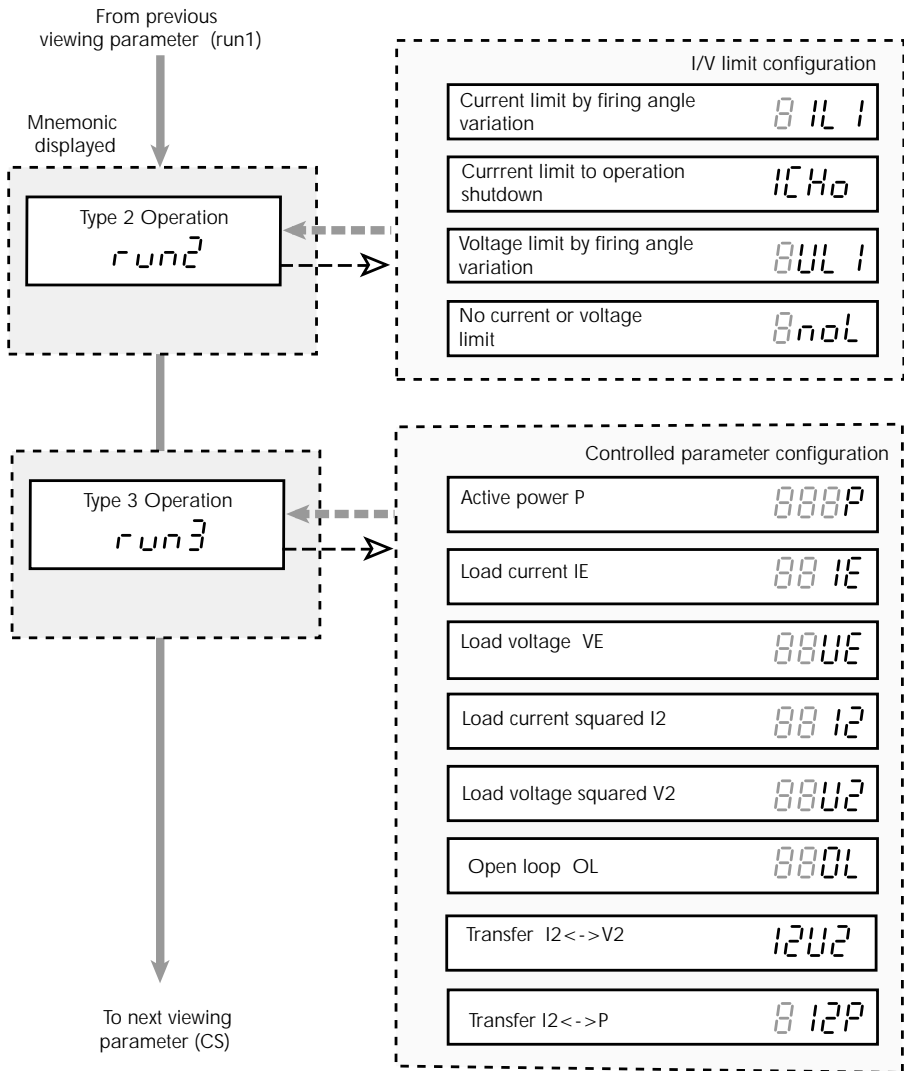 From previous
viewing parameter (run1)
Mnemonic
displayed
Type 2 Operation
run2
I/V limit configuration
Current limit by firing angle
variation
IL1
Currrent limit to operation
shutdown
ICHo
Voltage limit by firing angle
variation
UL1
No current or voltage
limit
noL
Type 3 Operation
run3
Controlled parameter configuration
Active power P
P
Load current IE
IE
Load voltage VE
UE
Load current squared I2
I2
Load voltage squared V2
U2
Open loop OL
OL
Transfer I2<->V2
I2U2
Transfer I2<->P
I2P
To next viewing
parameter (CS)